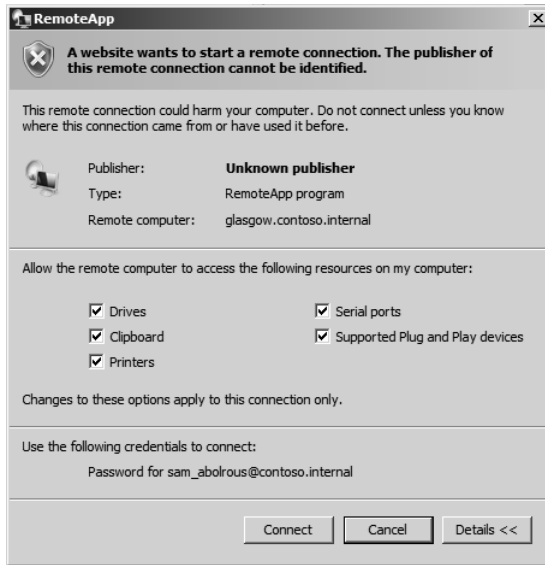 RemoteApp
A website wants to start a remote connection. The publisher of
this remote connection cannot be identified.
This remote connection could harm your computer. Do not connect unless you know
where this connection came from or have used it before.
Publisher: Unknown publisher
Type: RemoteApp program
Remote computer: glasgow.contoso.internal
Allow the remote computer to access the following resources on my computer:
Drives Serial ports
Clipboard Supported Plug and Play devices
Printers
Changes to these options apply to this connection only.
Use the following credentials to connect:
Password for sam_abolrous@contoso.internal
Connect Cancel Details <<